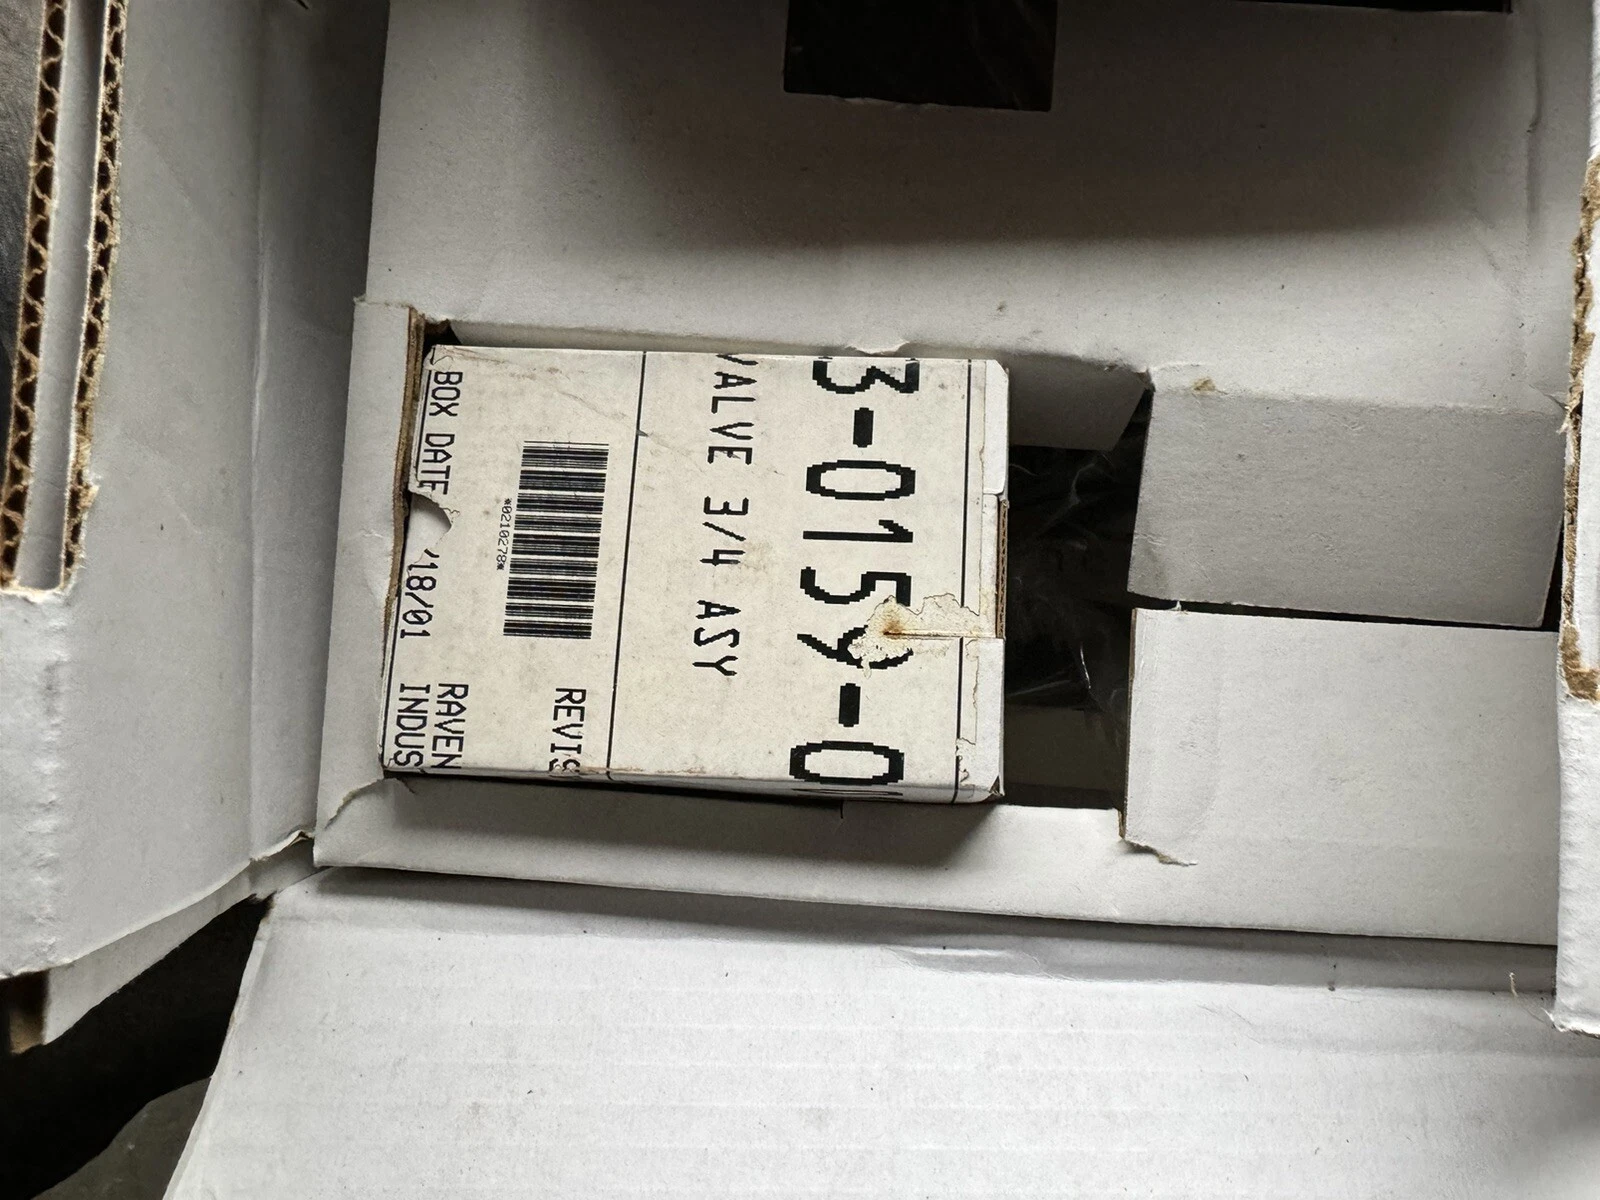 3-0159-0
VALVE 3/4 ASY
REVIS
*0210278*
BOX DATE RAVEN
/18/01 INDUS